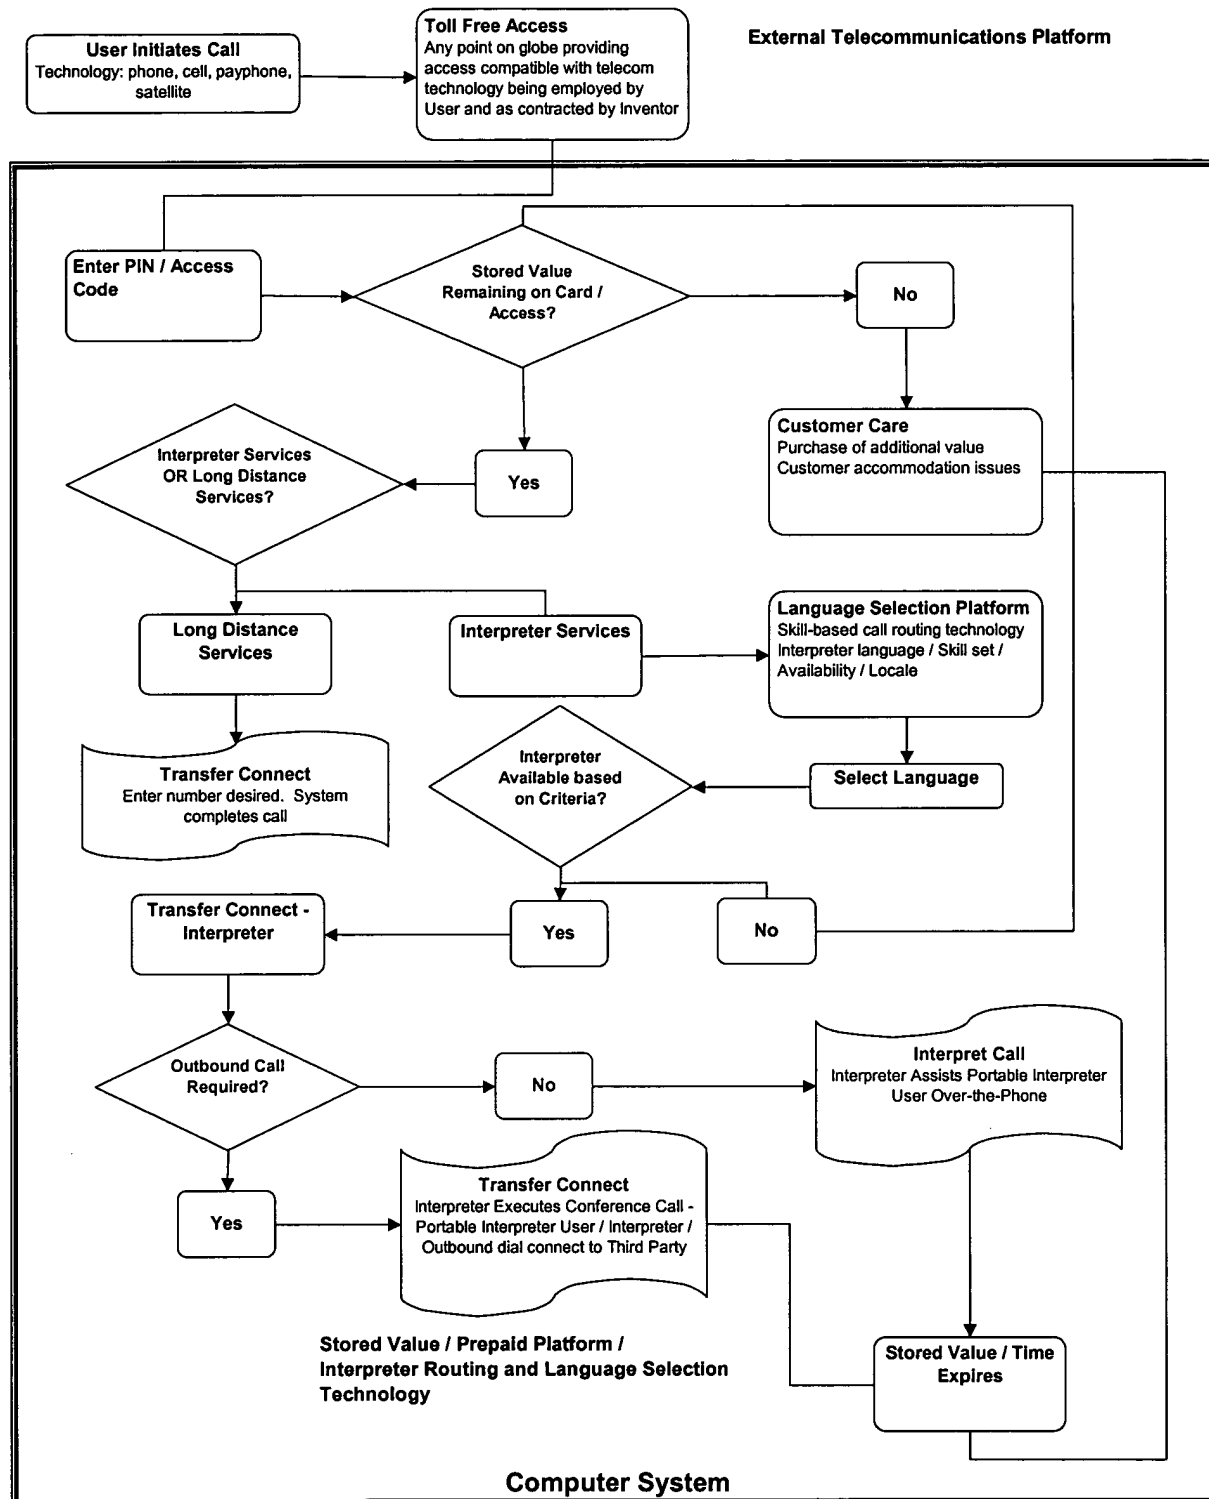 User Initiates Call
Technology: phone, cell, payphone,
satellite
Toll Free Access
Any point on globe providing
access compatible with telecom
technology being employed by
User and as contracted by Inventor
External Telecommunications Platform
Enter PIN / Access
Code
Stored Value
Remaining on Card /
Access?
No
Interpreter Services
OR Long Distance
Services?
Yes
Customer Care
Purchase of additional value
Customer accommodation issues
Long Distance
Services
Interpreter Services
Language Selection Platform
Skill-based call routing technology
Interpreter language / Skill set /
Availability / Locale
Transfer Connect
Enter number desired. System
completes call
Interpreter
Available based
on Criteria?
Select Language
Transfer Connect -
Interpreter
Yes
No
Outbound Call
Required?
No
Interpret Call
Interpreter Assists Portable Interpreter
User Over-the-Phone
Yes
Transfer Connect
Interpreter Executes Conference Call -
Portable Interpreter User / Interpreter /
Outbound dial connect to Third Party
Stored Value / Prepaid Platform /
Interpreter Routing and Language Selection
Technology
Stored Value / Time
Expires
Computer System